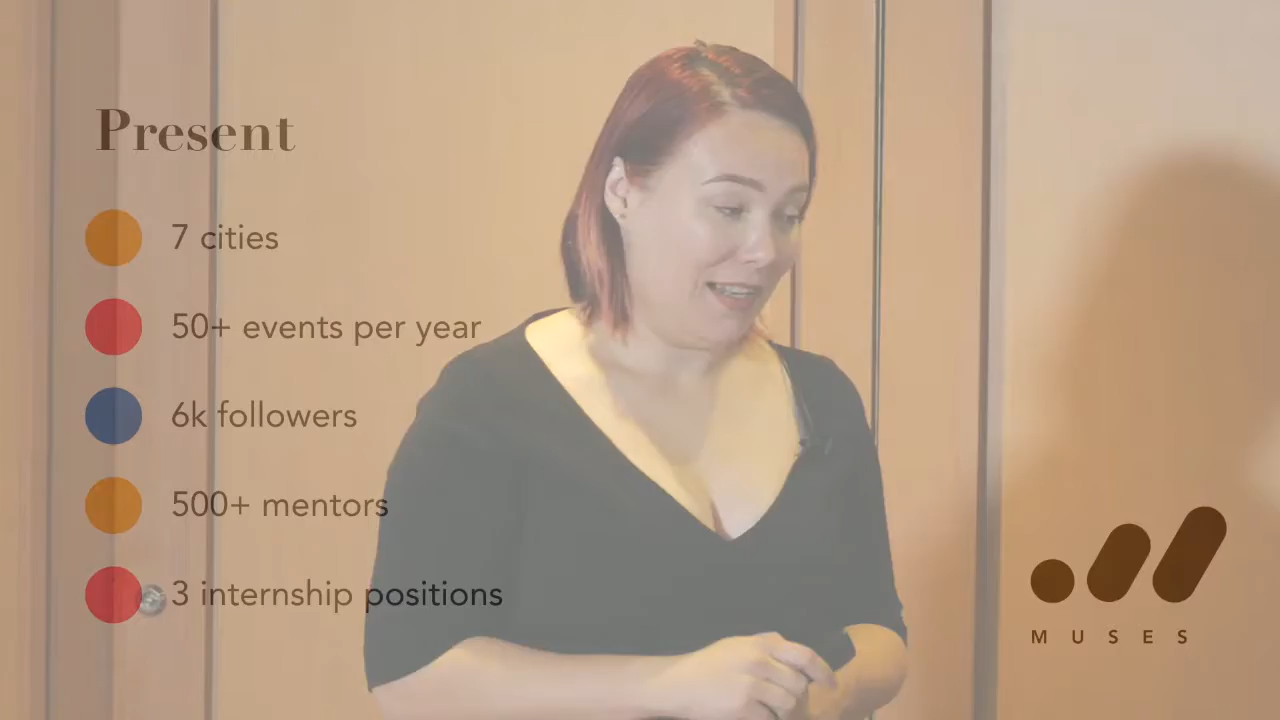 Present
7 cities
50+ events per year
6k followers
500+ mentors
3 internship positions
MUSES